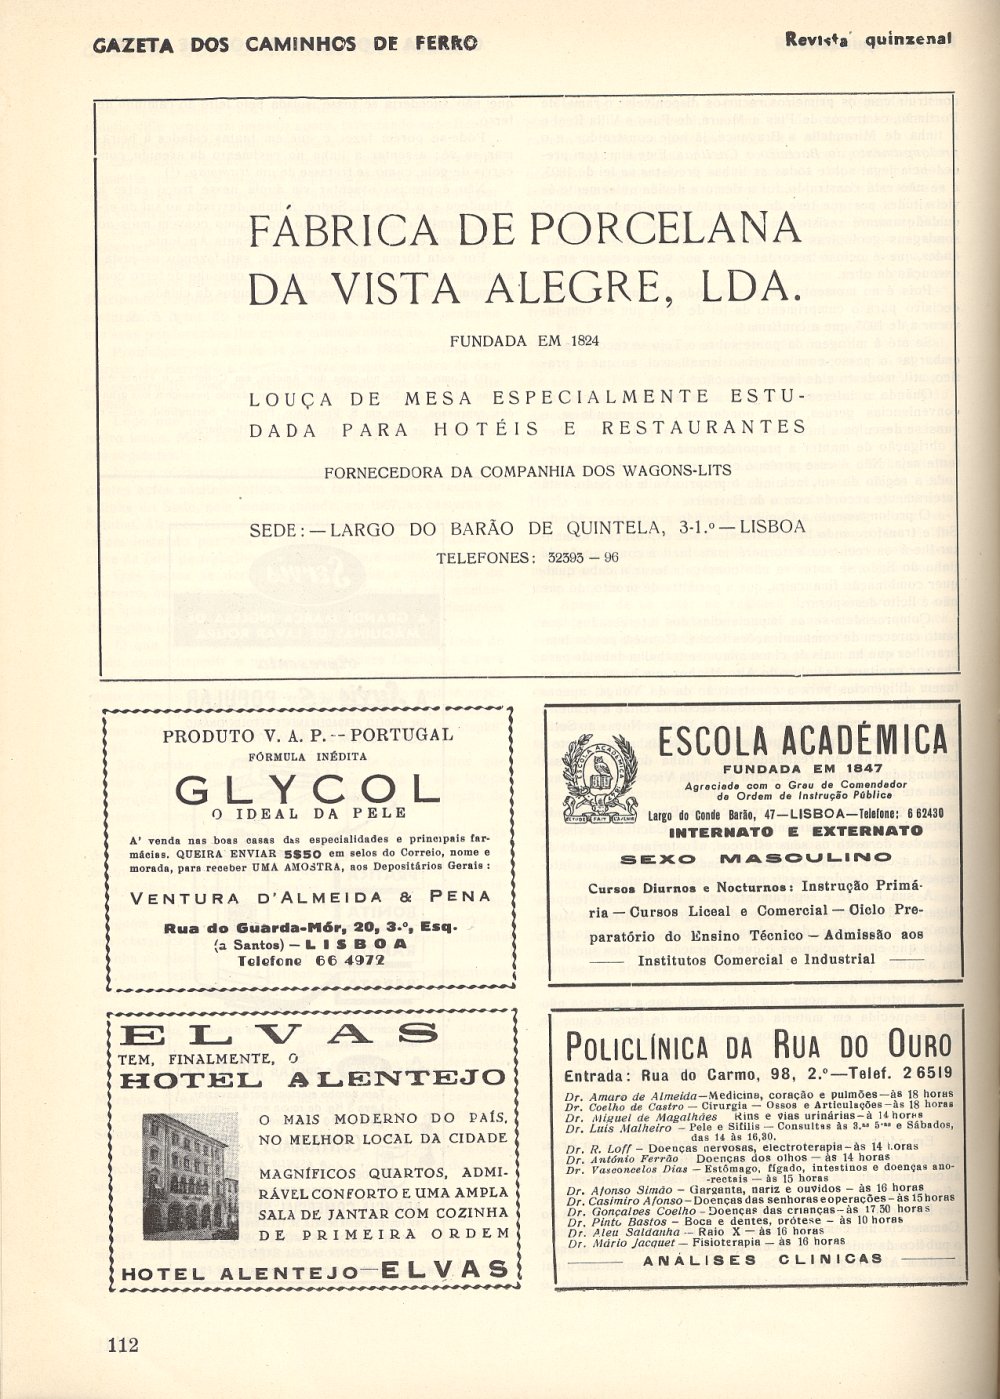 GAZETA DOS CAMINHOS DE FERRO
Revista quinzenal
FÁBRICA DE PORCELANA
DA VISTA ALEGRE, LDA.
FUNDADA EM 1824
LOUÇA DE MESA ESPECIALMENTE ESTU-
DADA PARA HOTÉIS E RESTAURANTES
FORNECEDORA DA COMPANHIA DOS WAGONS-LITS
SEDE: — LARGO DO BARÃO DE QUINTELA, 3-1.º — LISBOA
TELEFONES: 32393 — 96
PRODUTO V. A. P. -- PORTUGAL
FÓRMULA INÉDITA
GLYCOL
O IDEAL DA PELE
A' venda nas boas casas das especialidades e principais far-
mácias. QUEIRA ENVIAR 5$50 em selos do Correio, nome e
morada, para receber UMA AMOSTRA, aos Depositários Gerais:
VENTURA D'ALMEIDA & PENA
Rua do Guarda-Mór, 20, 3.º, Esq.
(a Santos) — LISBOA
Telefone 66 4972
ESCOLA ACADÉMICA
FUNDADA EM 1847
Agraciada com o Grau de Comendador
da Ordem de Instrução Pública
Largo do Conde Barão, 47—LISBOA—Telefone: 6 62430
INTERNATO E EXTERNATO
SEXO MASCULINO
Cursos Diurnos e Nocturnos: Instrução Primá-
ria — Cursos Liceal e Comercial — Ciclo Pre-
paratório do Ensino Técnico — Admissão aos
Institutos Comercial e Industrial
ELVAS
TEM, FINALMENTE, O
HOTEL ALENTEJO
O MAIS MODERNO DO PAÍS,
NO MELHOR LOCAL DA CIDADE
MAGNÍFICOS QUARTOS, ADMI-
RÁVEL CONFORTO E UMA AMPLA
SALA DE JANTAR COM COZINHA
DE PRIMEIRA ORDEM
HOTEL ALENTEJO—ELVAS
POLICLÍNICA DA RUA DO OURO
Entrada: Rua do Carmo, 98, 2.º—Telef. 2 6519
Dr. Amaro de Almeida—Medicina, coração e pulmões—às 18 horas
Dr. Coelho de Castro — Cirurgia — Ossos e Articulações—às 18 horas
Dr. Miguel de Magalhães Rins e vias urinárias — à 14 horas
Dr. Luis Malheiro — Pele e Sifilis — Consultas às 3.as 5.as e Sábados,
das 14 às 16,30.
Dr. R. Loff — Doenças nervosas, electroterapia — às 14 horas
Dr. António Ferrão Doenças dos olhos — às 14 horas
Dr. Vasconcelos Dias — Estômago, fígado, intestinos e doenças ano-
-rectais — às 15 horas
Dr. Afonso Simão — Garganta, nariz e ouvidos — às 16 horas
Dr. Casimiro Afonso—Doenças das senhoras e operações—às 15 horas
Dr. Gonçalves Coelho - Doenças das crianças—às 17 30 horas
Dr. Pinto Bastos — Boca e dentes, prótese — às 10 horas
Dr. Aleu Saldanha — Raio X — às 16 horas
Dr. Mário Jacquet — Fisioterapia — às 16 horas
ANÁLISES CLINICAS
112